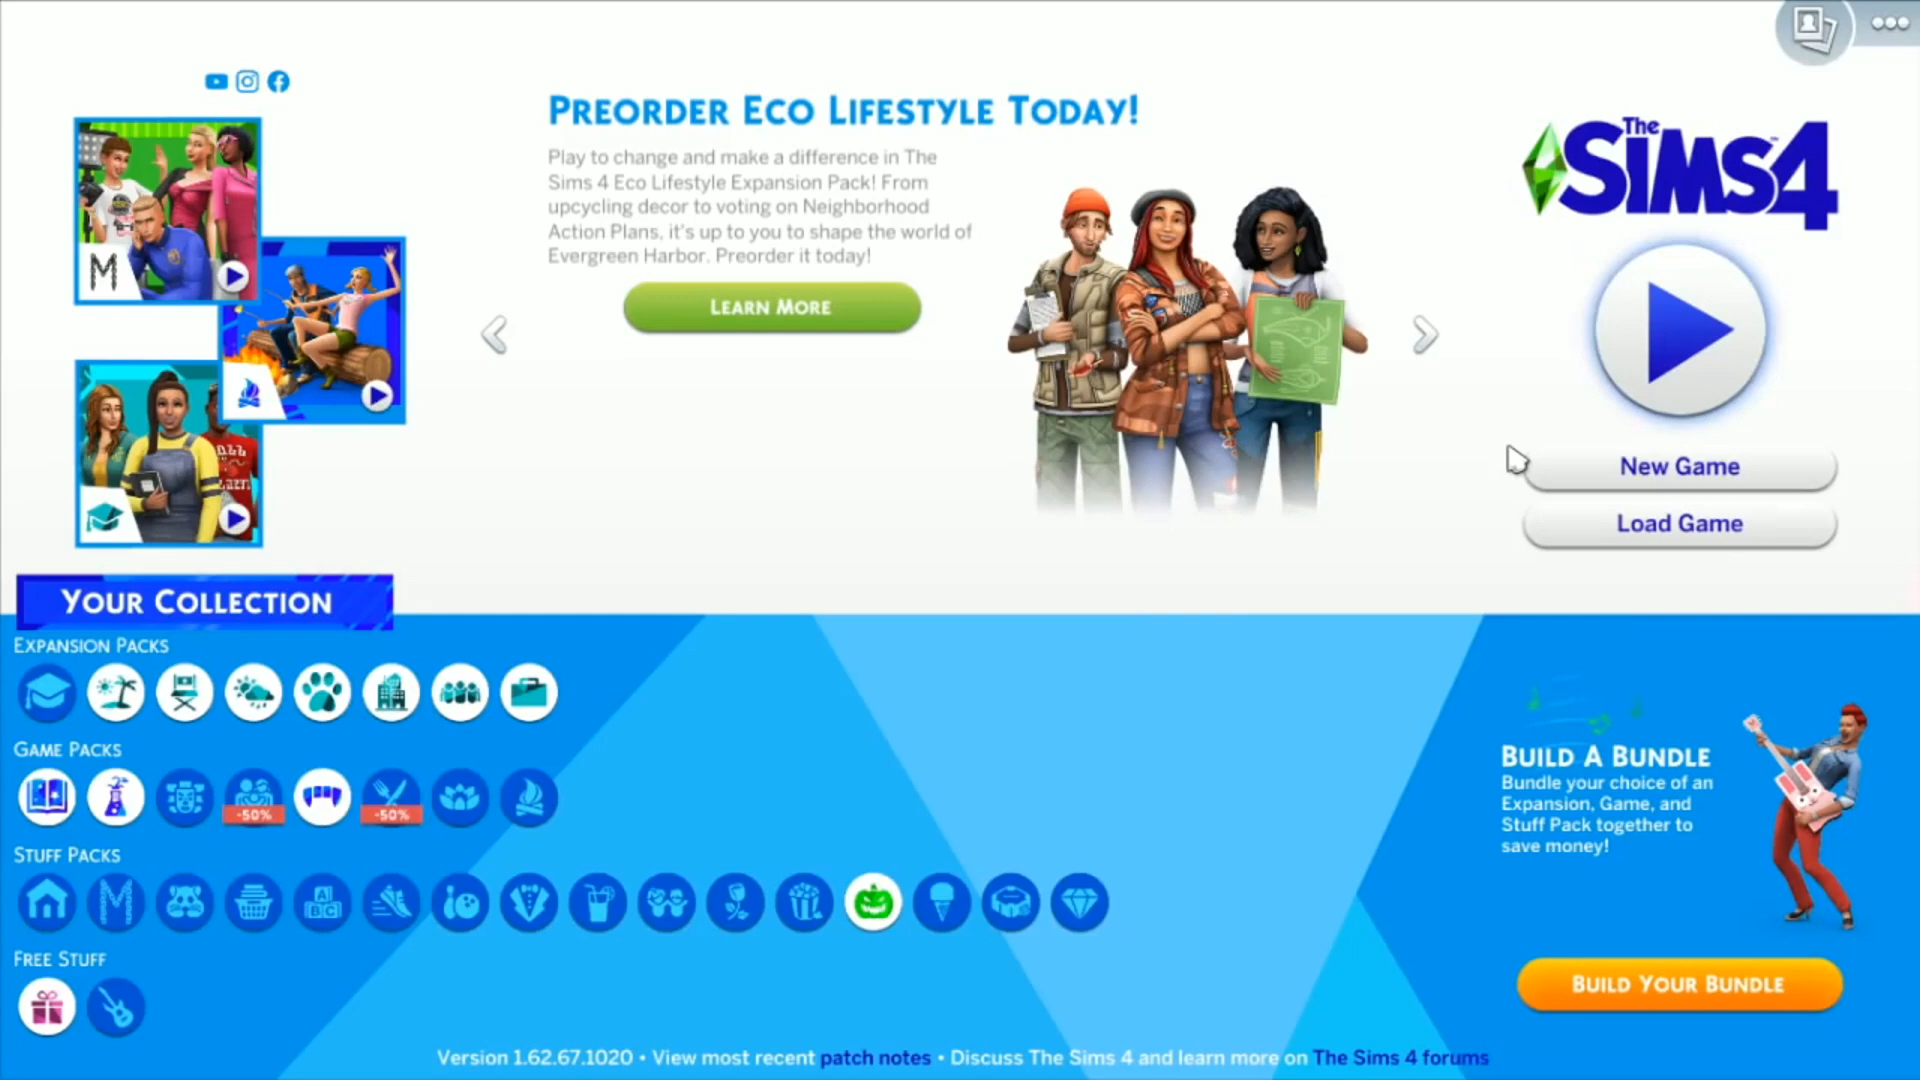 PREORDER ECO LIFESTYLE TODAY!
Play to change and make a difference in The
Sims 4 Eco Lifestyle Expansion Pack! From
upcycling decor to voting on Neighborhood
Action Plans, it's up to you to shape the world of
Evergreen Harbor. Preorder it today!
LEARN MORE
The
SIMS 4
New Game
Load Game
YOUR COLLECTION
EXPANSION PACKS
GAME PACKS
-50%
-50%
STUFF PACKS
ABC
FREE STUFF
BUILD A BUNDLE
Bundle your choice of an
Expansion, Game, and
Stuff Pack together to
save money!
BUILD YOUR BUNDLE
Version 1.62.67.1020 • View most recent patch notes • Discuss The Sims 4 and learn more on The Sims 4 forums